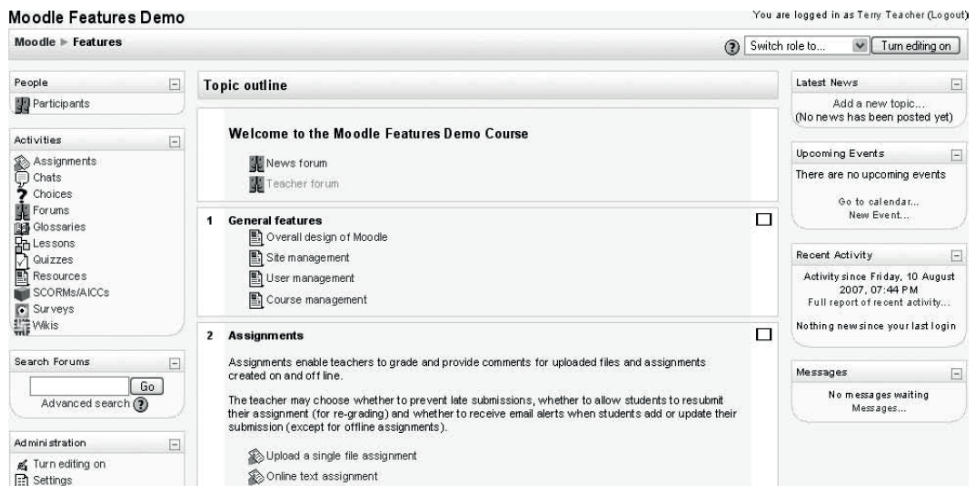 Moodle Features Demo
You are logged in as Terry Teacher (Logout)
Moodle ► Features
Switch role to...
Turn editing on
People
Participants
Activities
Assignments
Chats
Choices
Forums
Glossaries
Lessons
Quizzes
Resources
SCORMs/AICCs
Surveys
Wikis
Search Forums
Go
Advanced search
Administration
Turn editing on
Settings
Topic outline
Welcome to the Moodle Features Demo Course
News forum
Teacher forum
1 General features
Overall design of Moodle
Site management
User management
Course management
2 Assignments
Assignments enable teachers to grade and provide comments for uploaded files and assignments
created on and off line.
The teacher may choose whether to prevent late submissions, whether to allow students to resubmit
their assignment (for re-grading) and whether to receive email alerts when students add or update their
submission (except for offline assignments).
Upload a single file assignment
Online text assignment
Latest News
Add a new topic...
(No news has been posted yet)
Upcoming Events
There are no upcoming events
Go to calendar...
New Event...
Recent Activity
Activity since Friday, 10 August
2007, 07:44 PM
Full report of recent activity...
Nothing new since your last login
Messages
No messages waiting
Messages...